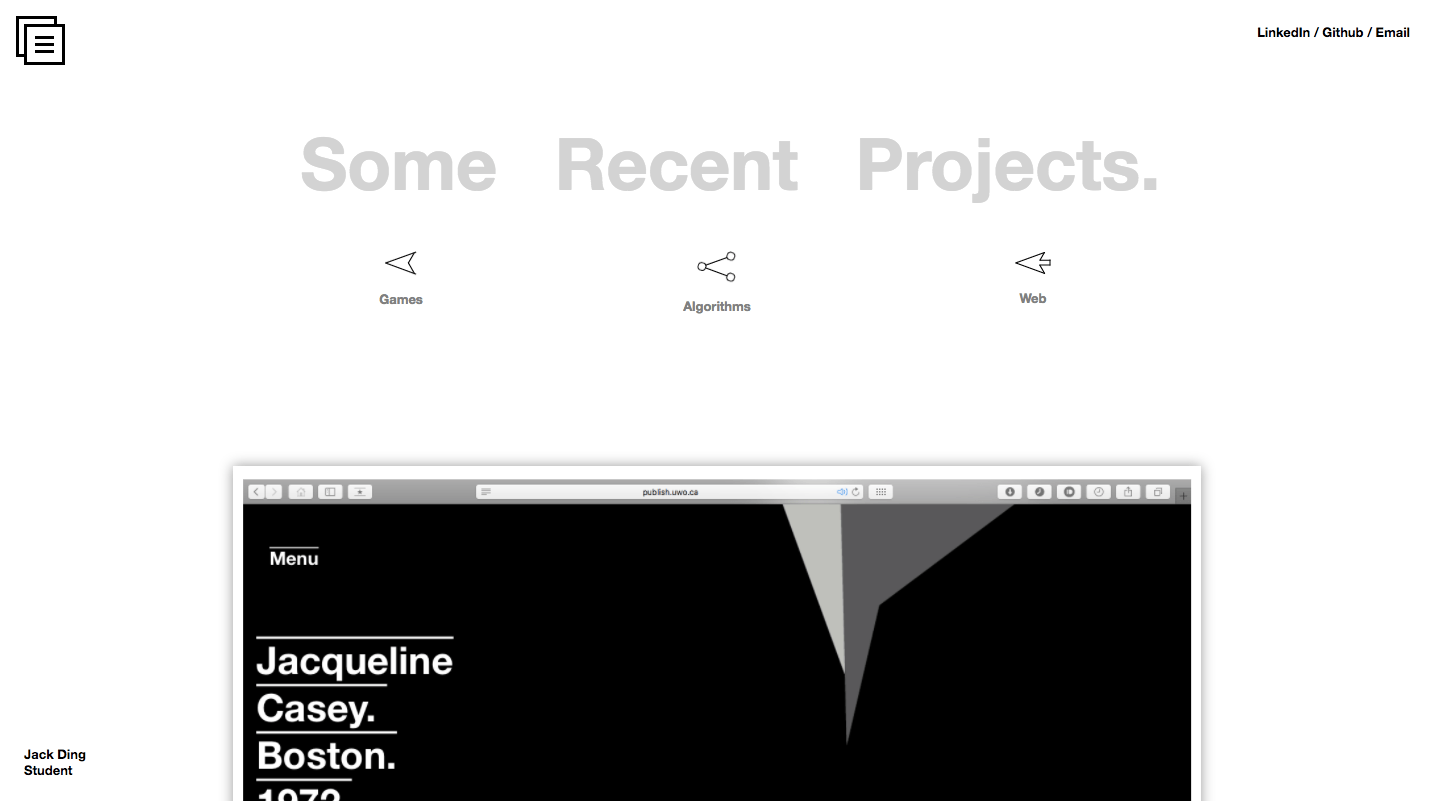 LinkedIn / Github / Email
Some Recent Projects.
Games
Algorithms
Web
publish.uwo.ca
Menu
Jacqueline
Casey.
Boston.
1972
Jack Ding
Student